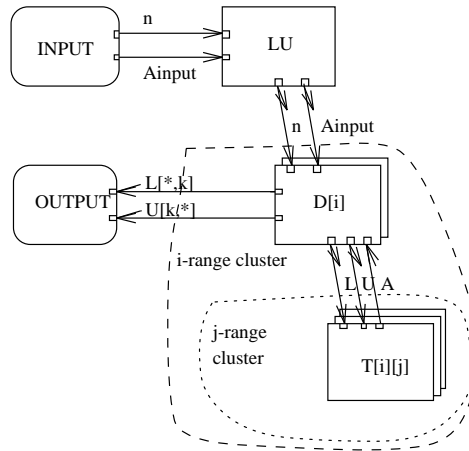 n
INPUT
LU
Ainput
n
Ainput
L[*,k]
D[i]
OUTPUT
U[k,*]
i-range cluster
L U A
j-range
cluster
T[i][j]